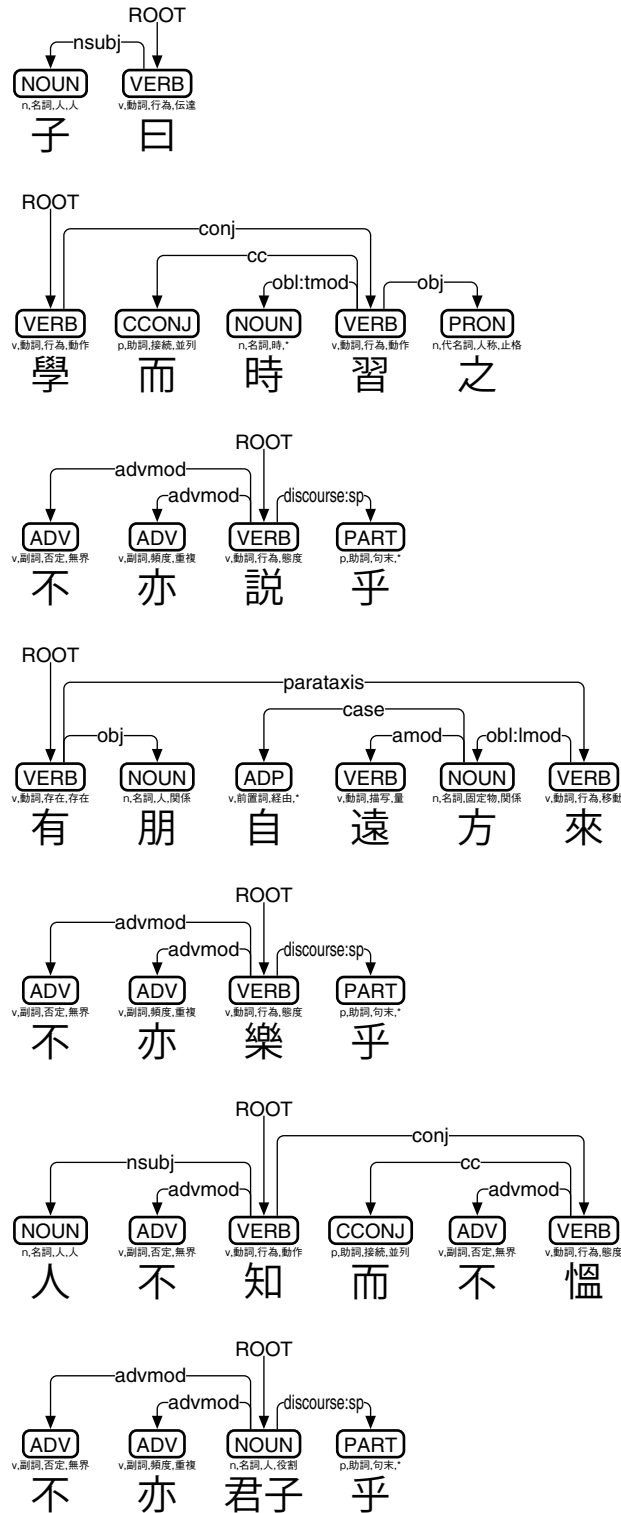 ROOT
nsubj
NOUN VERB
n,名詞,人,人 v,動詞,行為,伝達
子 曰
ROOT
conj
cc
obl:tmod obj
VERB CCONJ NOUN VERB PRON
v,動詞,行為,動作 p,助詞,接続,並列 n,名詞,時,* v,動詞,行為,動作 n,代名詞,人称,止格
學 而 時 習 之
ROOT
advmod
advmod discourse:sp
ADV ADV VERB PART
v,副詞,否定,無界 v,副詞,頻度,重複 v,動詞,行為,態度 p,助詞,句末,*
不 亦 説 乎
ROOT
parataxis
case
obj amod obl:lmod
VERB NOUN ADP VERB NOUN VERB
v,動詞,存在,存在 n,名詞,人,関係 v,前置詞,経由,* v,動詞,描写,量 n,名詞,固定物,関係 v,動詞,行為,移動
有 朋 自 遠 方 來
ROOT
advmod
advmod discourse:sp
ADV ADV VERB PART
v,副詞,否定,無界 v,副詞,頻度,重複 v,動詞,行為,態度 p,助詞,句末,*
不 亦 樂 乎
ROOT
conj
nsubj cc
advmod advmod
NOUN ADV VERB CCONJ ADV VERB
n,名詞,人,人 v,副詞,否定,無界 v,動詞,行為,動作 p,助詞,接続,並列 v,副詞,否定,無界 v,動詞,行為,態度
人 不 知 而 不 慍
ROOT
advmod
advmod discourse:sp
ADV ADV NOUN PART
v,副詞,否定,無界 v,副詞,頻度,重複 n,名詞,人,役割 p,助詞,句末,*
不 亦 君子 乎